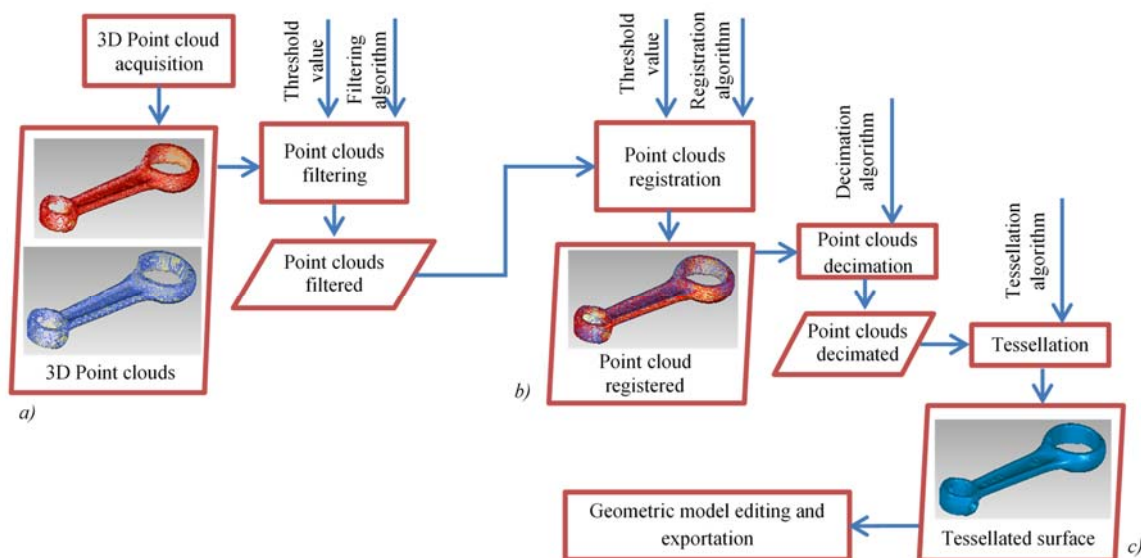 3D Point cloud
acquisition
Threshold
value
Filtering
algorithm
Point clouds
filtering
Point clouds
filtered
3D Point clouds
a)
Threshold
value
Registration
algorithm
Point clouds
registration
Point cloud
registered
b)
Decimation
algorithm
Point clouds
decimation
Point clouds
decimated
Tessellation
algorithm
Tessellation
Tessellated surface
c)
Geometric model editing and
exportation